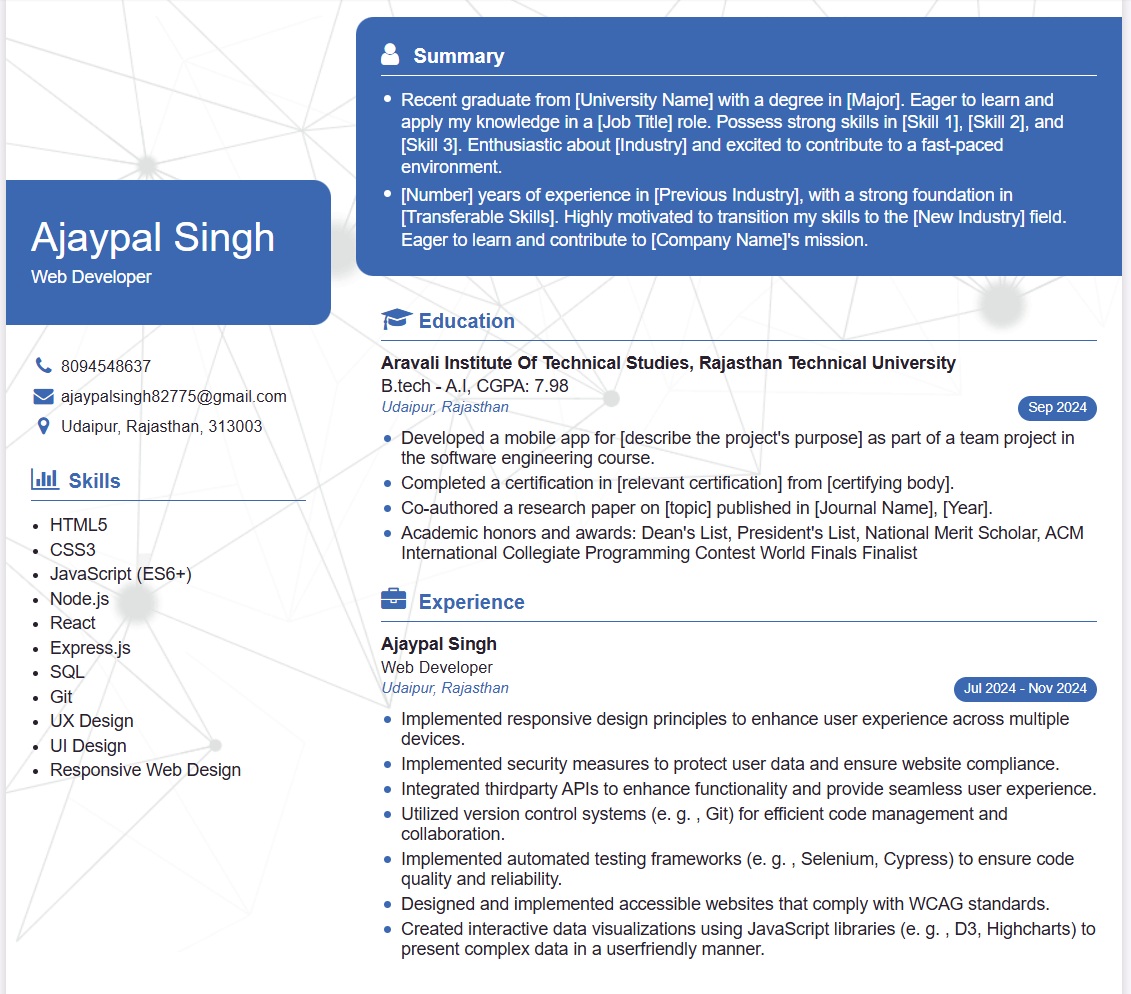 Ajaypal Singh
Web Developer
8094548637
ajaypalsingh82775@gmail.com
Udaipur, Rajasthan, 313003
Skills
HTML5
CSS3
JavaScript (ES6+)
Node.js
React
Express.js
SQL
Git
UX Design
UI Design
Responsive Web Design
Summary
Recent graduate from [University Name] with a degree in [Major]. Eager to learn and
apply my knowledge in a [Job Title] role. Possess strong skills in [Skill 1], [Skill 2], and
[Skill 3]. Enthusiastic about [Industry] and excited to contribute to a fast-paced
environment.
[Number] years of experience in [Previous Industry], with a strong foundation in
[Transferable Skills]. Highly motivated to transition my skills to the [New Industry] field.
Eager to learn and contribute to [Company Name]'s mission.
Education
Aravali Institute Of Technical Studies, Rajasthan Technical University
B.tech - A.I, CGPA: 7.98
Udaipur, Rajasthan
Sep 2024
Developed a mobile app for [describe the project's purpose] as part of a team project in
the software engineering course.
Completed a certification in [relevant certification] from [certifying body].
Co-authored a research paper on [topic] published in [Journal Name], [Year].
Academic honors and awards: Dean's List, President's List, National Merit Scholar, ACM
International Collegiate Programming Contest World Finals Finalist
Experience
Ajaypal Singh
Web Developer
Udaipur, Rajasthan
Jul 2024 - Nov 2024
Implemented responsive design principles to enhance user experience across multiple
devices.
Implemented security measures to protect user data and ensure website compliance.
Integrated thirdparty APIs to enhance functionality and provide seamless user experience.
Utilized version control systems (e. g. , Git) for efficient code management and
collaboration.
Implemented automated testing frameworks (e. g. , Selenium, Cypress) to ensure code
quality and reliability.
Designed and implemented accessible websites that comply with WCAG standards.
Created interactive data visualizations using JavaScript libraries (e. g. , D3, Highcharts) to
present complex data in a userfriendly manner.